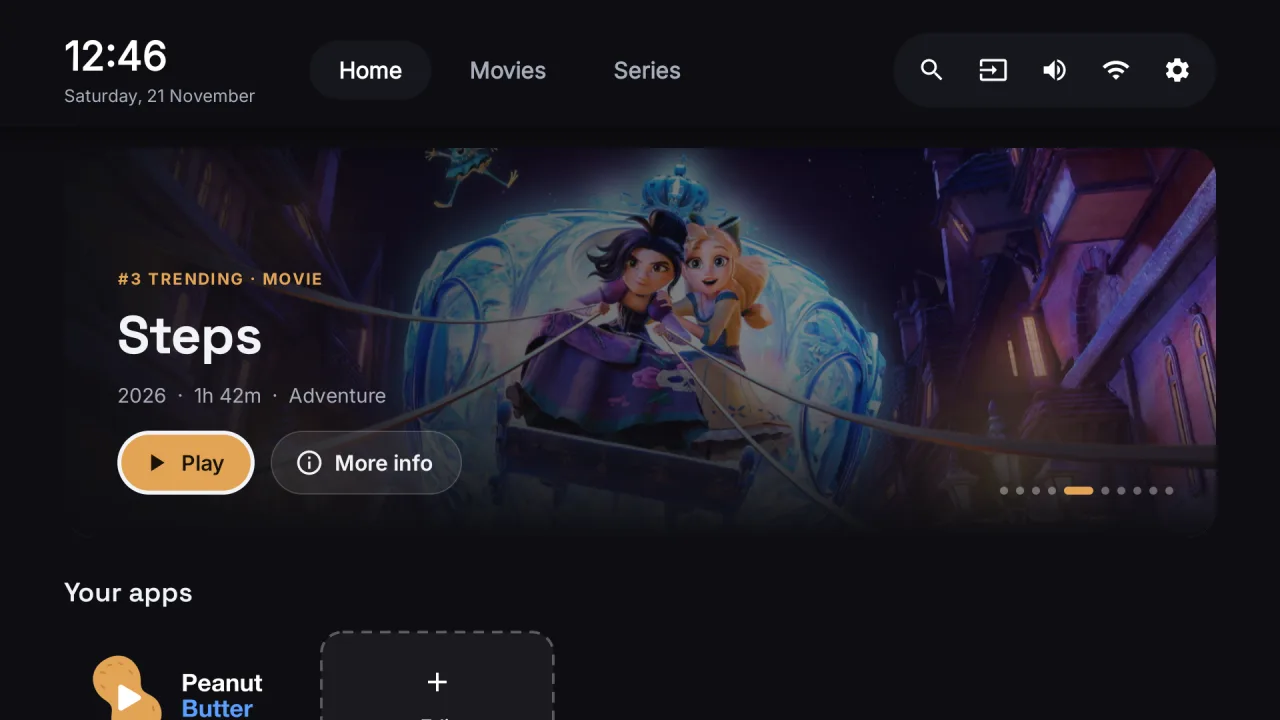 12:46
Saturday, 21 November
Home
Movies
Series
#3 TRENDING · MOVIE
Steps
2026 · 1h 42m · Adventure
Play
More info
Your apps
Peanut
Butter